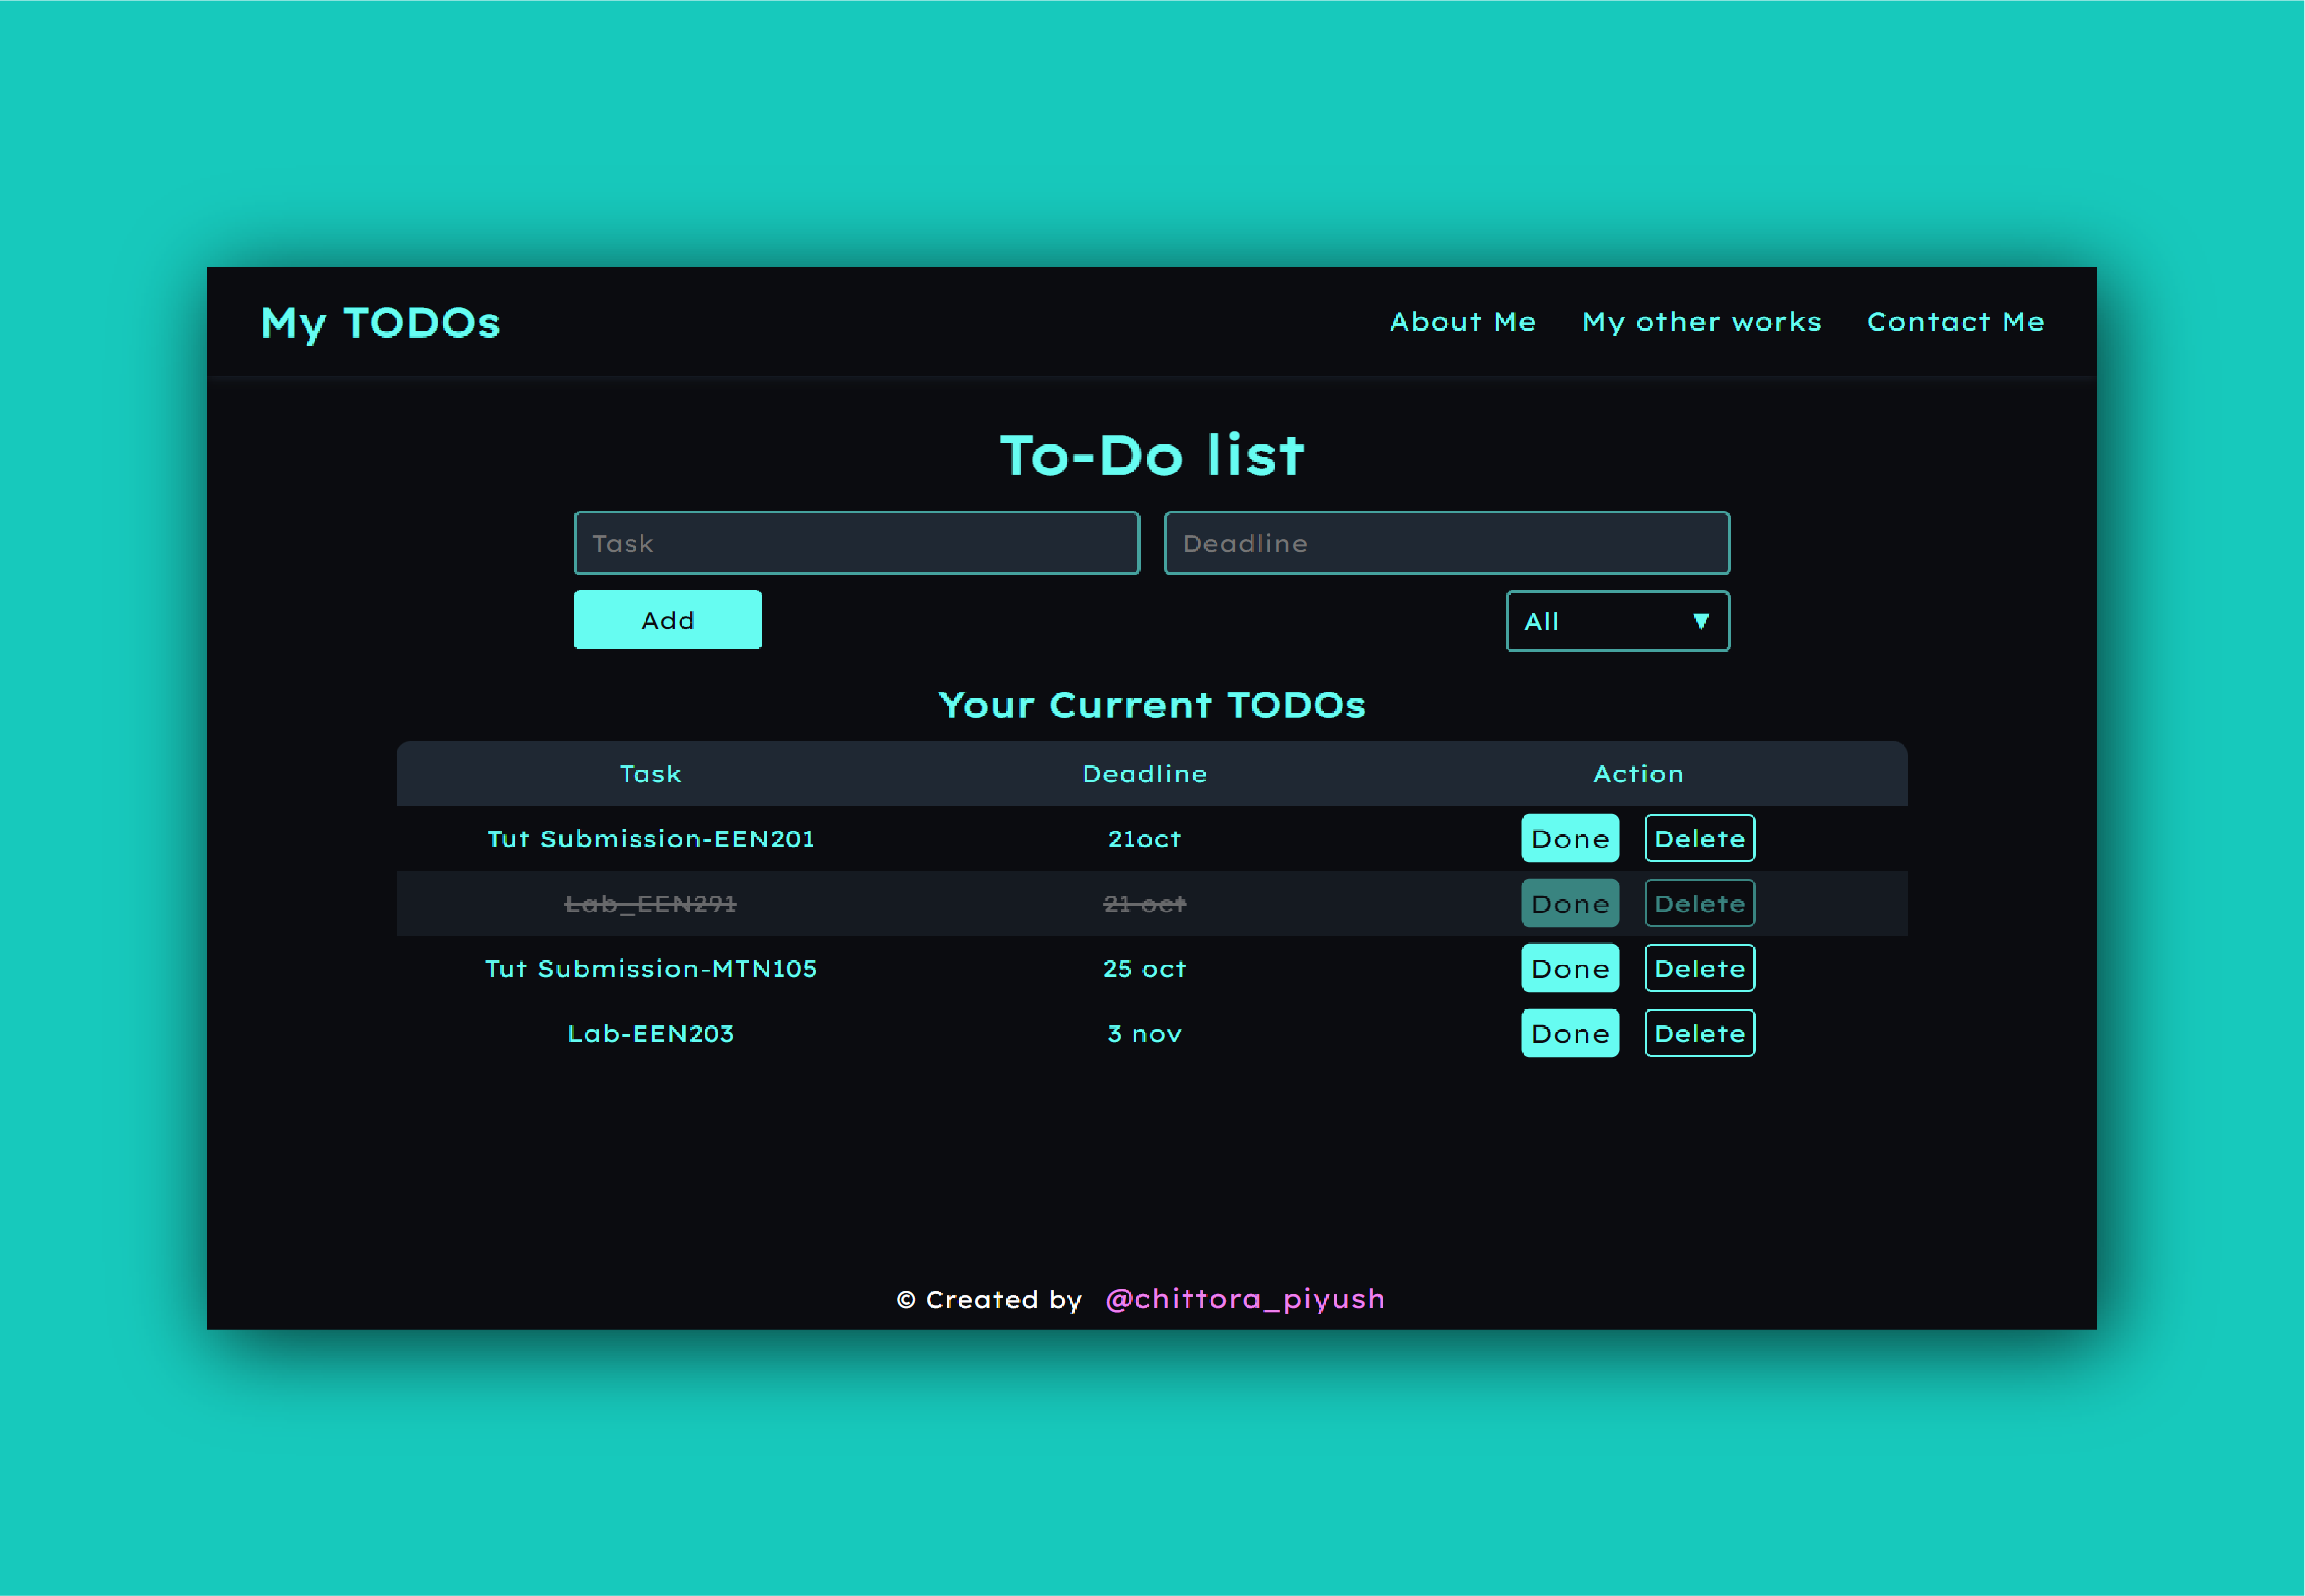 My TODOs About Me My other works Contact Me
To-Do list
Task Deadline
Add All ▼
Your Current TODOs
Task Deadline Action
Tut Submission-EEN201 21oct Done Delete
Lab_EEN291 21 oct Done Delete
Tut Submission-MTN105 25 oct Done Delete
Lab-EEN203 3 nov Done Delete
© Created by @chittora_piyush